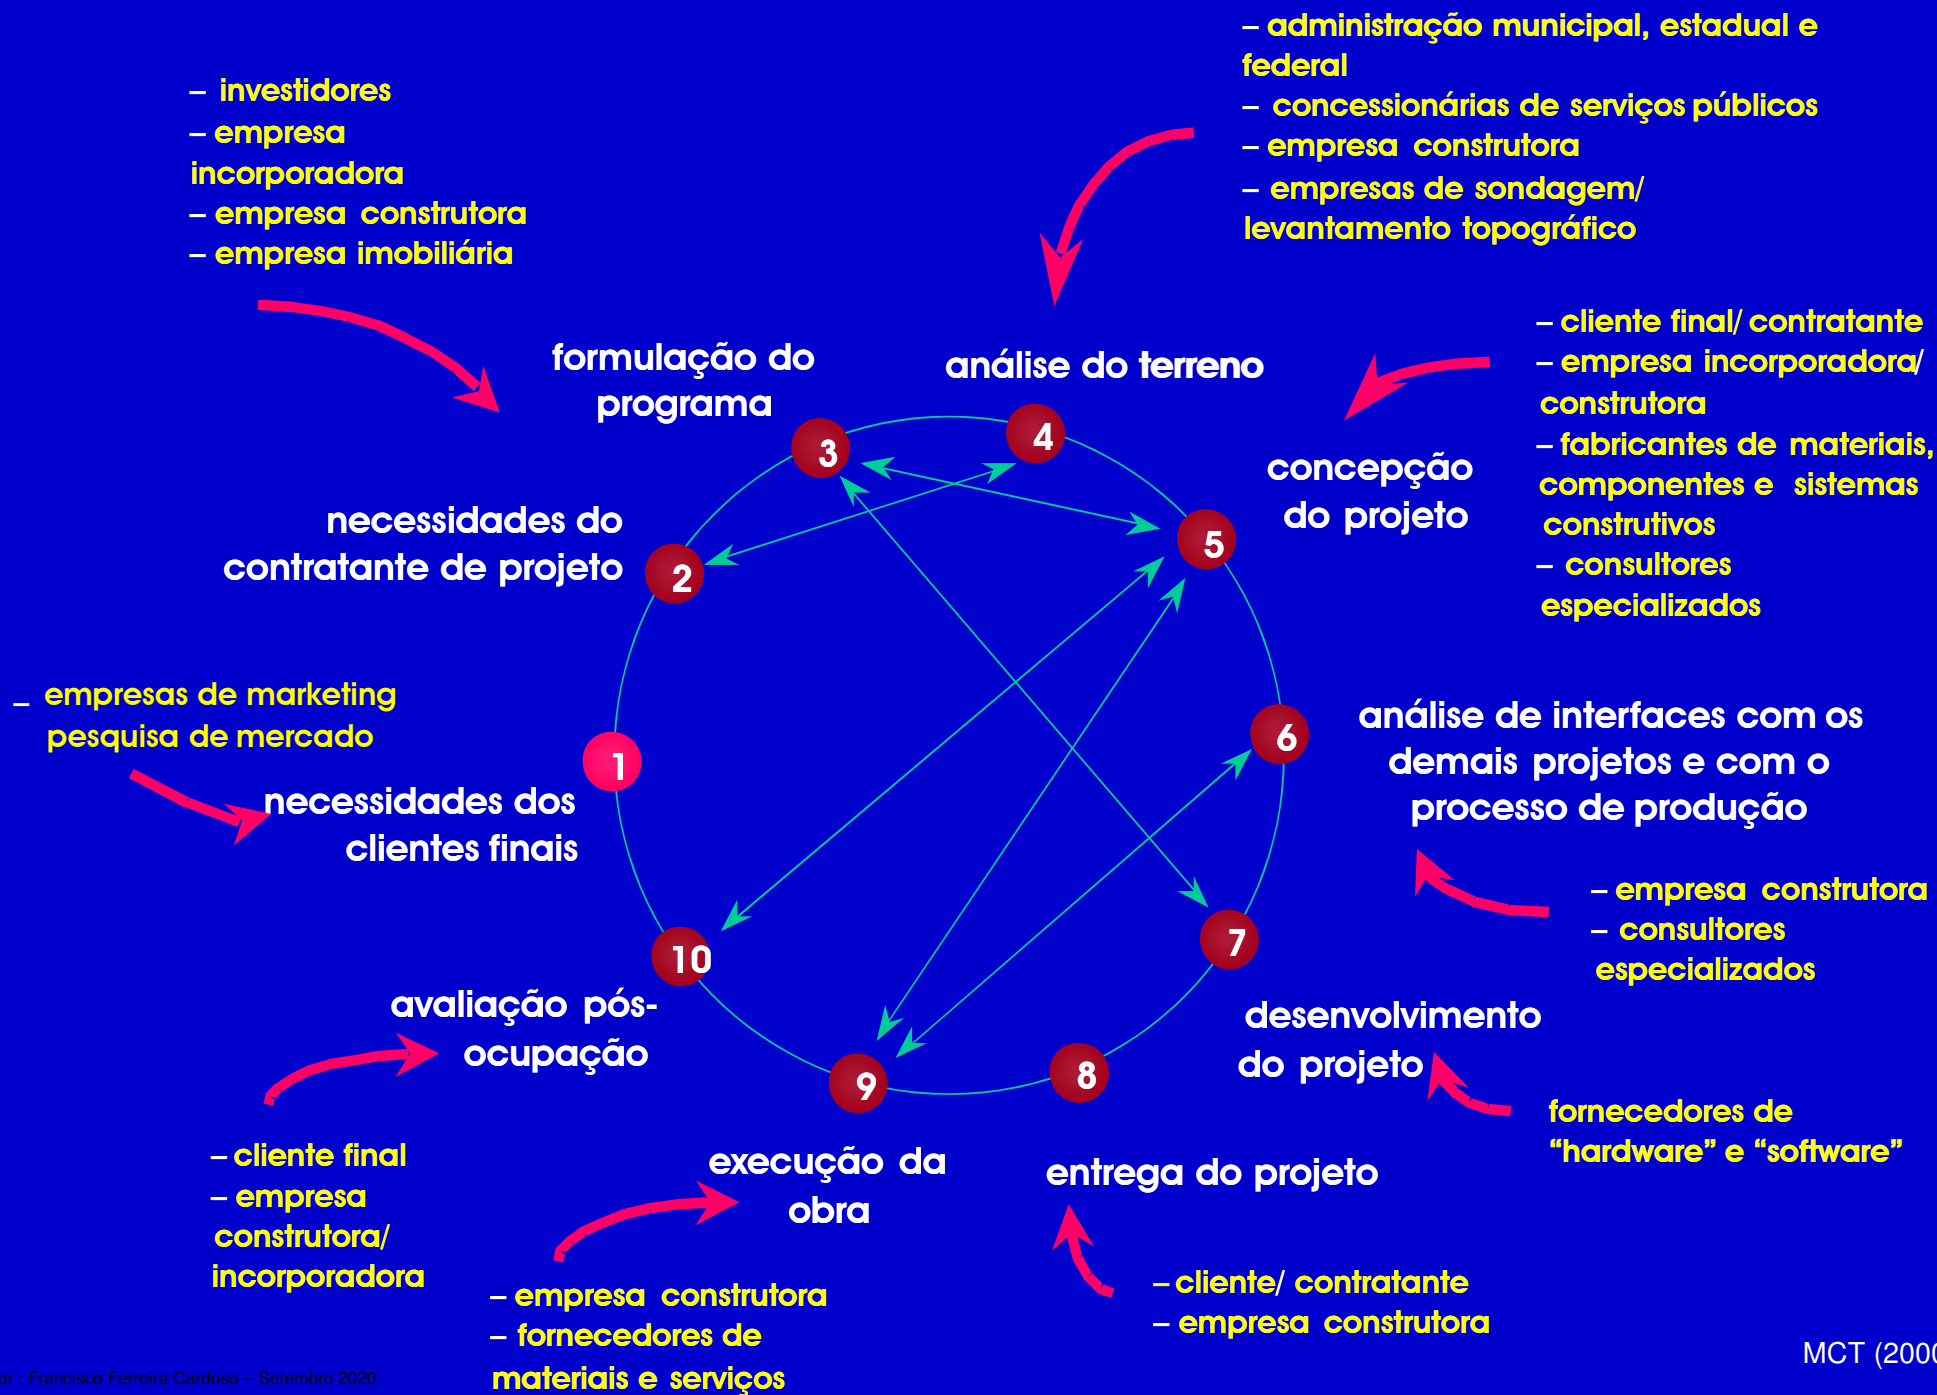 – administração municipal, estadual e
federal
– concessionárias de serviços públicos
– empresa construtora
– empresas de sondagem/
levantamento topográfico
– investidores
– empresa
incorporadora
– empresa construtora
– empresa imobiliária
– cliente final/ contratante
– empresa incorporadora/
construtora
– fabricantes de materiais,
componentes e sistemas
construtivos
– consultores
especializados
formulação do
programa
análise do terreno
concepção
do projeto
necessidades do
contratante de projeto
3
4
5
2
– empresas de marketing
pesquisa de mercado
1
6
necessidades dos
clientes finais
análise de interfaces com os
demais projetos e com o
processo de produção
– empresa construtora
– consultores
especializados
10
7
avaliação pós-
ocupação
desenvolvimento
do projeto
9
8
fornecedores de
“hardware” e “software”
– cliente final
– empresa
construtora/
incorporadora
execução da
obra
entrega do projeto
– empresa construtora
– fornecedores de
materiais e serviços
– cliente/ contratante
– empresa construtora
MCT (2000
or : Francisco Ferreira Cardoso – Setembro 2020